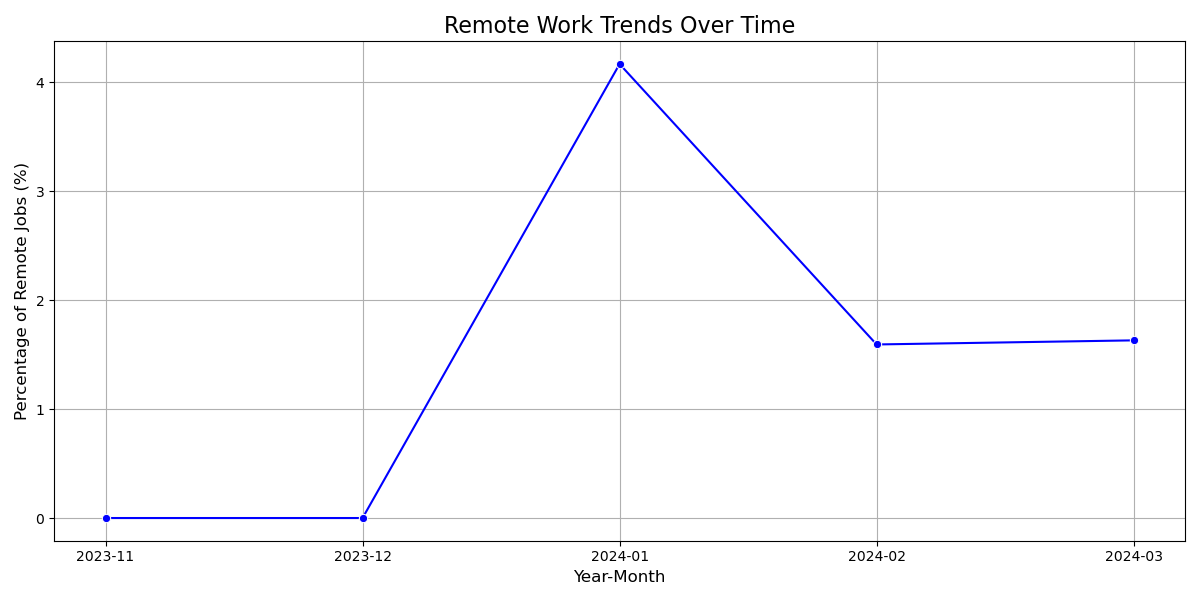 Remote Work Trends Over Time
Percentage of Remote Jobs (%)
4
3
2
1
0
2023-11 2023-12 2024-01 2024-02 2024-03
Year-Month